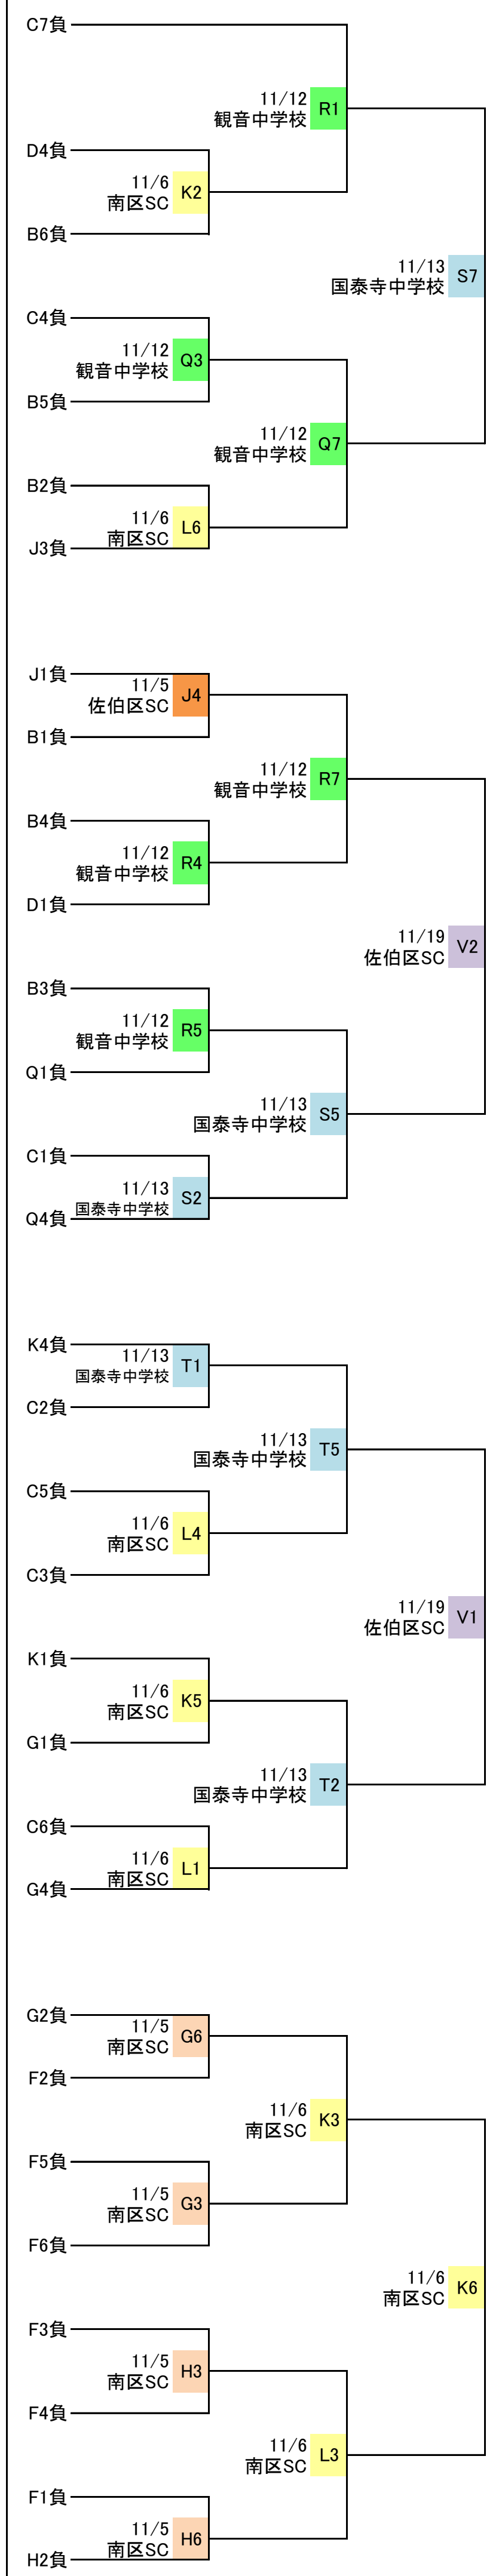 C7負
11/12
観音中学校
R1
D4負
11/6
南区SC
K2
B6負
11/13
国泰寺中学校
S7
C4負
11/12
観音中学校
Q3
B5負
11/12
観音中学校
Q7
B2負
11/6
南区SC
L6
J3負
J1負
11/5
佐伯区SC
J4
B1負
11/12
観音中学校
R7
B4負
11/12
観音中学校
R4
D1負
11/19
佐伯区SC
V2
B3負
11/12
観音中学校
R5
Q1負
11/13
国泰寺中学校
S5
C1負
11/13
国泰寺中学校
S2
Q4負
K4負
11/13
国泰寺中学校
T1
C2負
11/13
国泰寺中学校
T5
C5負
11/6
南区SC
L4
C3負
11/19
佐伯区SC
V1
K1負
11/6
南区SC
K5
G1負
11/13
国泰寺中学校
T2
C6負
11/6
南区SC
L1
G4負
G2負
11/5
南区SC
G6
F2負
11/6
南区SC
K3
F5負
11/5
南区SC
G3
F6負
11/6
南区SC
K6
F3負
11/5
南区SC
H3
F4負
11/6
南区SC
L3
F1負
11/5
南区SC
H6
H2負